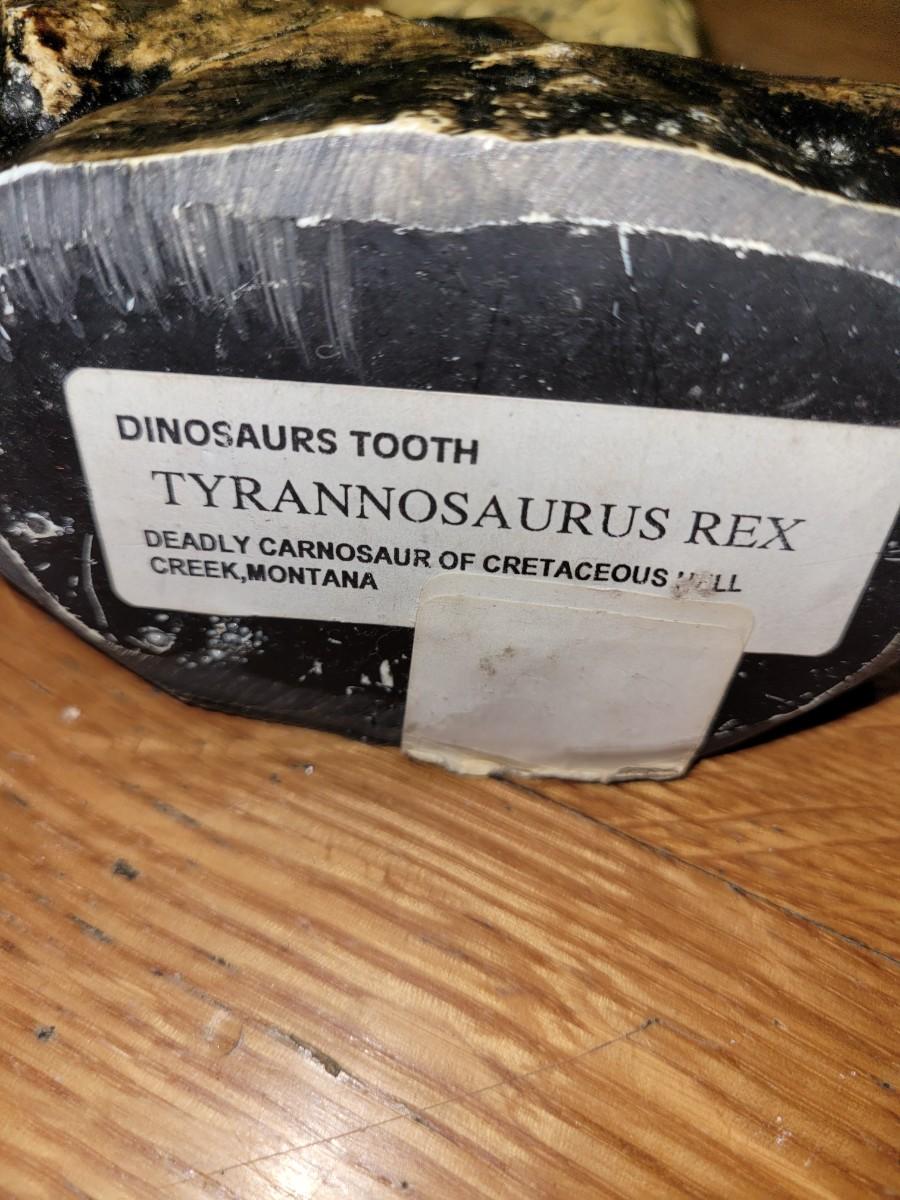 DINOSAURS TOOTH
TYRANNOSAURUS REX
DEADLY CARNOSAUR OF CRETACEOUS
CREEK,MONTANA